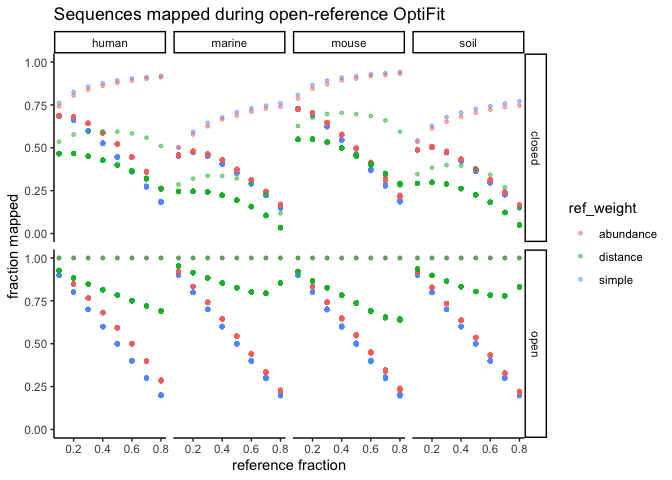 Sequences mapped during open-reference OptiFit
human marine mouse soil
1.00
0.75
0.50
0.25
0.00
closed
1.00
0.75
0.50
0.25
0.00
open
fraction mapped
0.2 0.4 0.6 0.8 0.2 0.4 0.6 0.8 0.2 0.4 0.6 0.8 0.2 0.4 0.6 0.8
reference fraction
ref_weight
abundance
distance
simple